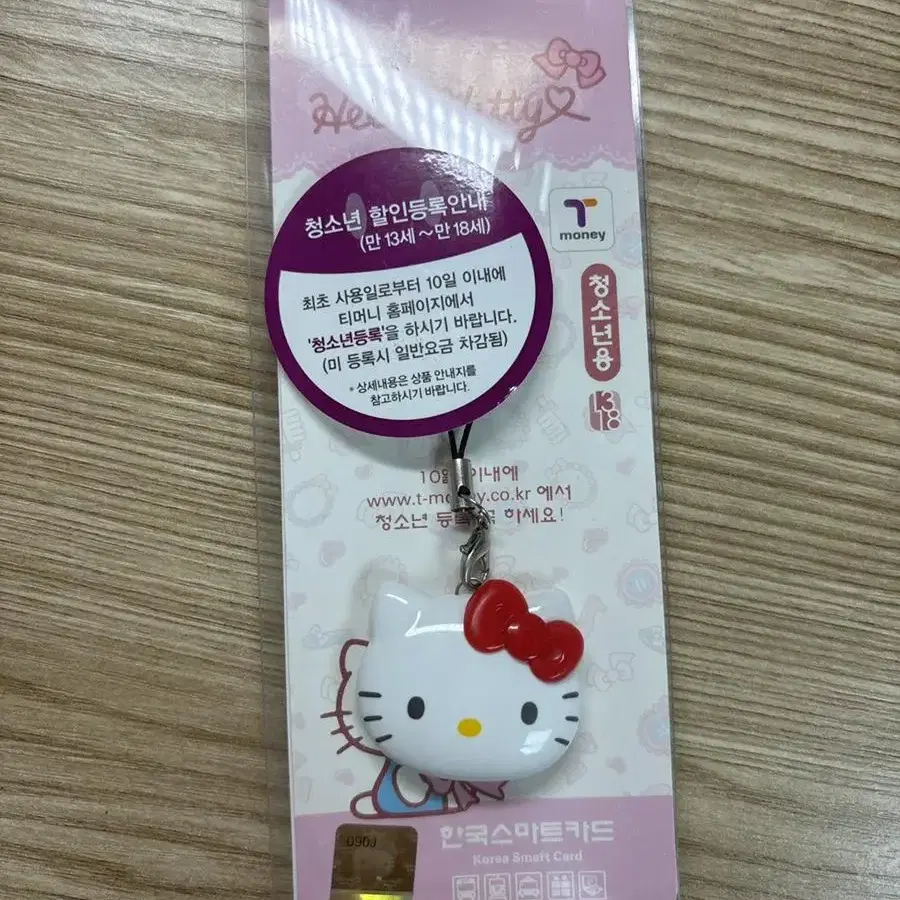 Hello Kitty
청소년 할인등록안내
(만 13세~만 18세)
최초 사용일로부터 10일 이내에
티머니 홈페이지에서
'청소년등록'을 하시기 바랍니다.
(미 등록시 일반요금 차감됨)
* 상세내용은 상품 안내지를
참고하시기 바랍니다.
T
money
청소년용
13
18
10일 이내에
www.t-money.co.kr 에서
청소년 등록을 하세요!
한국스마트카드
Korea Smart Card